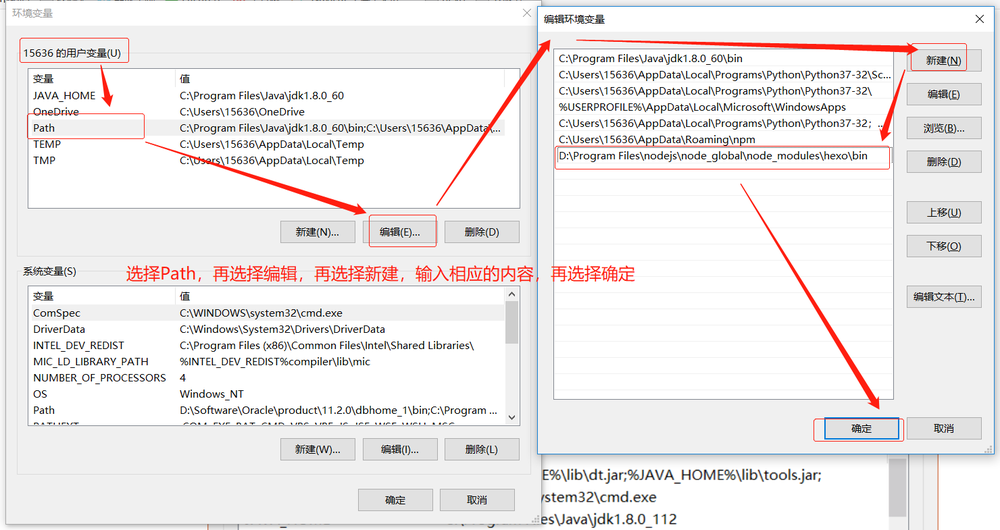 环境变量
15636 的用户变量(U)
变量 值
JAVA_HOME C:\Program Files\Java\jdk1.8.0_60
OneDrive C:\Users\15636\OneDrive
Path C:\Program Files\Java\jdk1.8.0_60\bin;C:\Users\15636\AppData\...
TEMP C:\Users\15636\AppData\Local\Temp
TMP C:\Users\15636\AppData\Local\Temp
新建(N)... 编辑(E)... 删除(D)
选择Path，再选择编辑，再选择新建，输入相应的内容，再选择确定
系统变量(S)
变量 值
ComSpec C:\WINDOWS\system32\cmd.exe
DriverData C:\Windows\System32\Drivers\DriverData
INTEL_DEV_REDIST C:\Program Files (x86)\Common Files\Intel\Shared Libraries\
MIC_LD_LIBRARY_PATH %INTEL_DEV_REDIST%compiler\lib\mic
NUMBER_OF_PROCESSORS 4
OS Windows_NT
Path D:\Software\Oracle\product\11.2.0\dbhome_1\bin;C:\Program ...
新建(W)... 编辑(I)... 删除(L)
确定 取消
编辑环境变量
C:\Program Files\Java\jdk1.8.0_60\bin
C:\Users\15636\AppData\Local\Programs\Python\Python37-32\Sc...
C:\Users\15636\AppData\Local\Programs\Python\Python37-32\
%USERPROFILE%\AppData\Local\Microsoft\WindowsApps
C:\Users\15636\AppData\Local\Programs\Python\Python37-32; ...
C:\Users\15636\AppData\Roaming\npm
D:\Program Files\nodejs\node_global\node_modules\hexo\bin
新建(N)
编辑(E)
浏览(B)...
删除(D)
上移(U)
下移(O)
编辑文本(T)...
确定 取消
E%\lib\dt.jar;%JAVA_HOME%\lib\tools.jar;
ystem32\cmd.exe
es\Java\jdk1.8.0_112